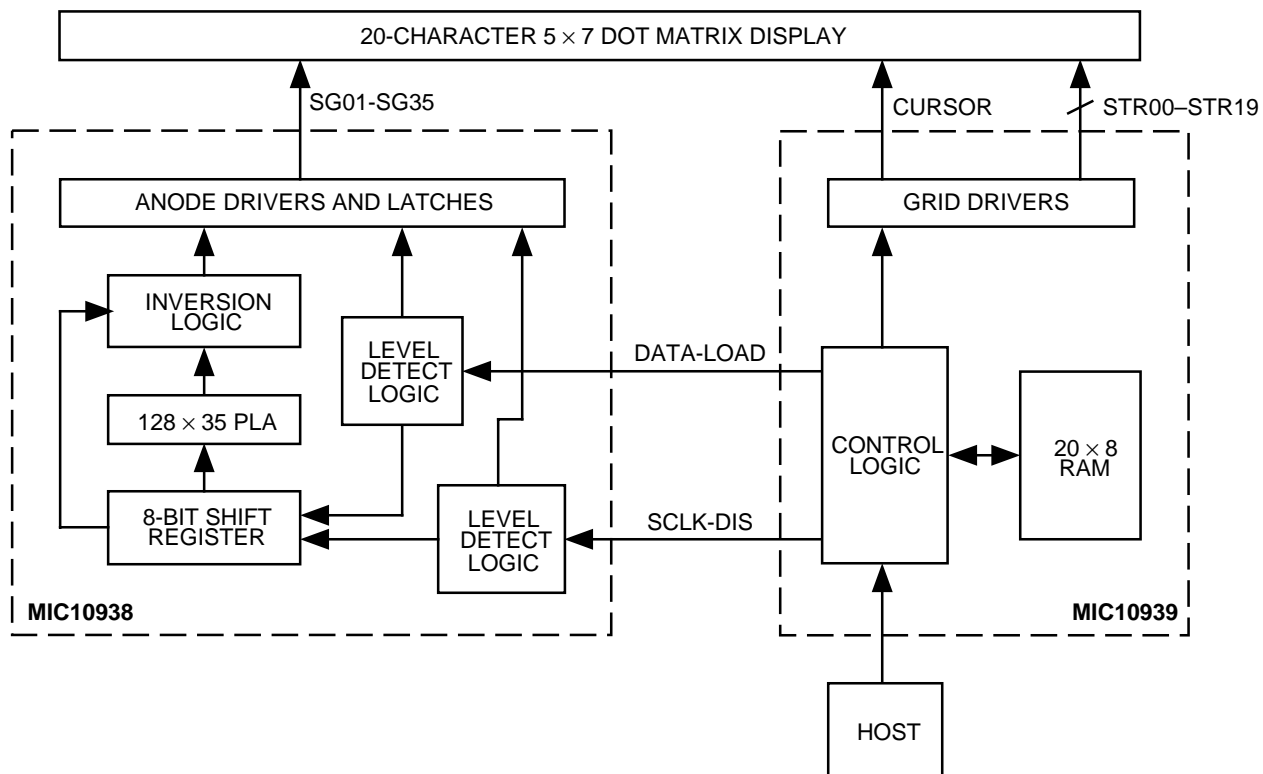 20-CHARACTER 5 × 7 DOT MATRIX DISPLAY
SG01-SG35
CURSOR
STR00–STR19
ANODE DRIVERS AND LATCHES
GRID DRIVERS
INVERSION
LOGIC
LEVEL
DETECT
LOGIC
DATA-LOAD
128 × 35 PLA
CONTROL
LOGIC
20 × 8
RAM
8-BIT SHIFT
REGISTER
LEVEL
DETECT
LOGIC
SCLK-DIS
MIC10938
MIC10939
HOST